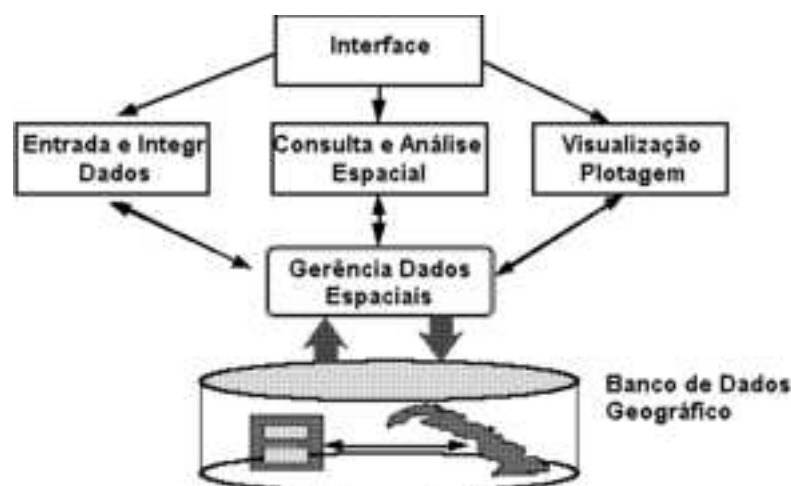 Interface
Entrada e Integr
Dados
Consulta e Análise
Espacial
Visualização
Plotagem
Gerência Dados
Espaciais
Banco de Dados
Geográfico